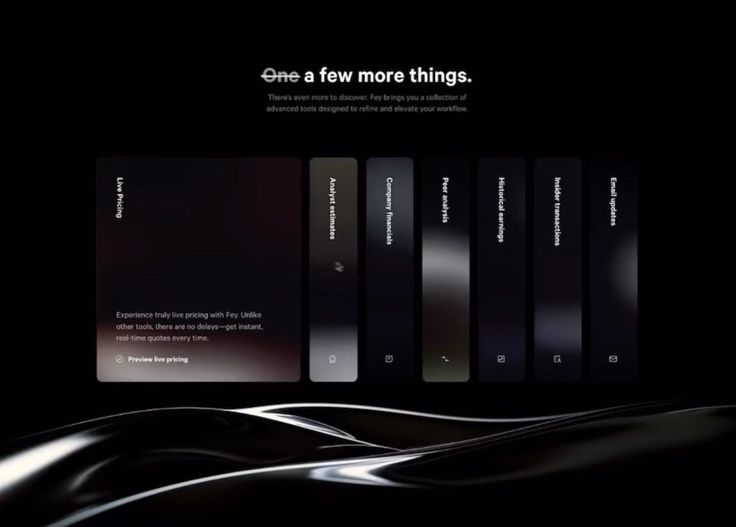 One a few more things.
There's even more to discover. Fey brings you a collection of
advanced tools designed to refine and elevate your workflow.
Live Pricing
Experience truly live pricing with Fey. Unlike
other tools, there are no delays—get instant,
real-time quotes every time.
Preview live pricing
Analyst estimates
Company financials
Peer analysis
Historical earnings
Insider transactions
Email updates